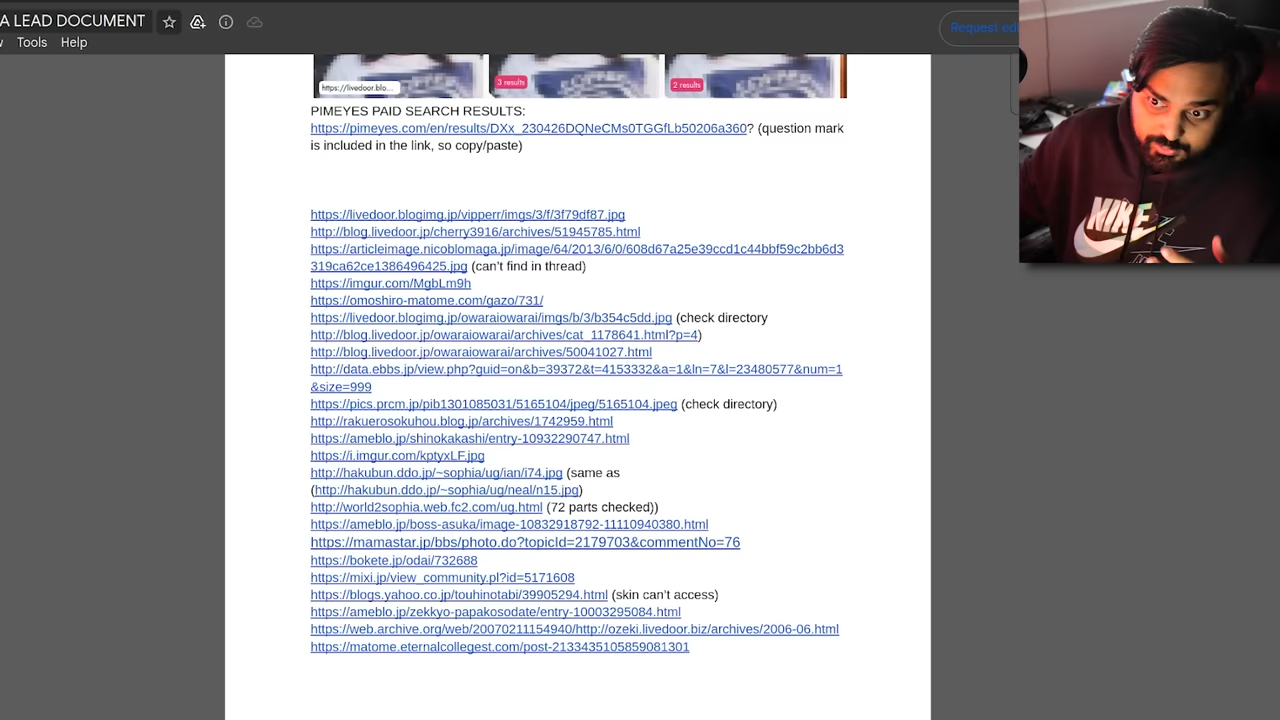 A LEAD DOCUMENT
Request edi
Tools Help
https://livedoor.blo...
3 results
2 results
PIMEYES PAID SEARCH RESULTS:
https://pimeyes.com/en/results/DXx_230426DQNeCMs0TGGfLb50206a360? (question mark
is included in the link, so copy/paste)
https://livedoor.blogimg.jp/vipperr/imgs/3/f/3f79df87.jpg
http://blog.livedoor.jp/cherry3916/archives/51945785.html
https://articleimage.nicoblomaga.jp/image/64/2013/6/0/608d67a25e39ccd1c44bbf59c2bb6d3
319ca62ce1386496425.jpg (can't find in thread)
https://imgur.com/MgbLm9h
https://omoshiro-matome.com/gazo/731/
https://livedoor.blogimg.jp/owaraiowarai/imgs/b/3/b354c5dd.jpg (check directory
http://blog.livedoor.jp/owaraiowarai/archives/cat_1178641.html?p=4)
http://blog.livedoor.jp/owaraiowarai/archives/50041027.html
http://data.ebbs.jp/view.php?guid=on&b=39372&t=4153332&a=1&ln=7&l=23480577&num=1
&size=999
https://pics.prcm.jp/pib1301085031/5165104/jpeg/5165104.jpeg (check directory)
http://rakuerosokuhou.blog.jp/archives/1742959.html
https://ameblo.jp/shinokakashi/entry-10932290747.html
https://i.imgur.com/kptyxLF.jpg
http://hakubun.ddo.jp/~sophia/ug/ian/i74.jpg (same as
(http://hakubun.ddo.jp/~sophia/ug/neal/n15.jpg)
http://world2sophia.web.fc2.com/ug.html (72 parts checked))
https://ameblo.jp/boss-asuka/image-10832918792-11110940380.html
https://mamastar.jp/bbs/photo.do?topicId=2179703&commentNo=76
https://bokete.jp/odai/732688
https://mixi.jp/view_community.pl?id=5171608
https://blogs.yahoo.co.jp/touhinotabi/39905294.html (skin can't access)
https://ameblo.jp/zekkyo-papakosodate/entry-10003295084.html
https://web.archive.org/web/20070211154940/http://ozeki.livedoor.biz/archives/2006-06.html
https://matome.eternalcollegest.com/post-2133435105859081301
NIKE